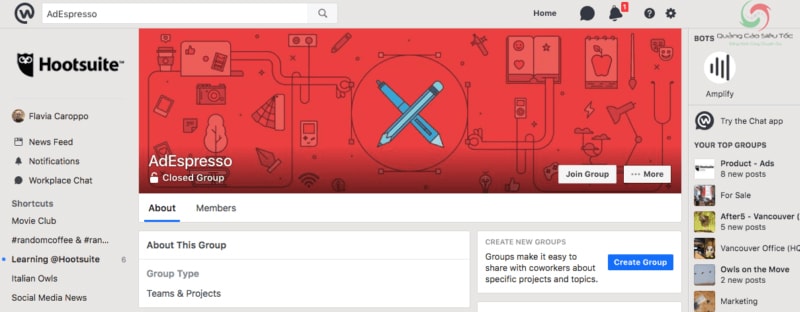 AdEspresso
Home
1
Quảng Cáo Siêu Tốc
Hootsuite™
Flavia Caroppo
News Feed
Notifications
Workplace Chat
Shortcuts
Movie Club
#randomcoffee & #ran...
Learning @Hootsuite 6
Italian Owls
Social Media News
AdEspresso
Closed Group
Join Group
··· More
About
Members
About This Group
Group Type
Teams & Projects
CREATE NEW GROUPS
Groups make it easy to
share with coworkers about
specific projects and topics.
Create Group
BOTS
Amplify
Try the Chat app
YOUR TOP GROUPS
Product - Ads
8 new posts
For Sale
After5 - Vancouver (
5 new posts
Vancouver Office (HQ
Owls on the Move
2 new posts
Marketing